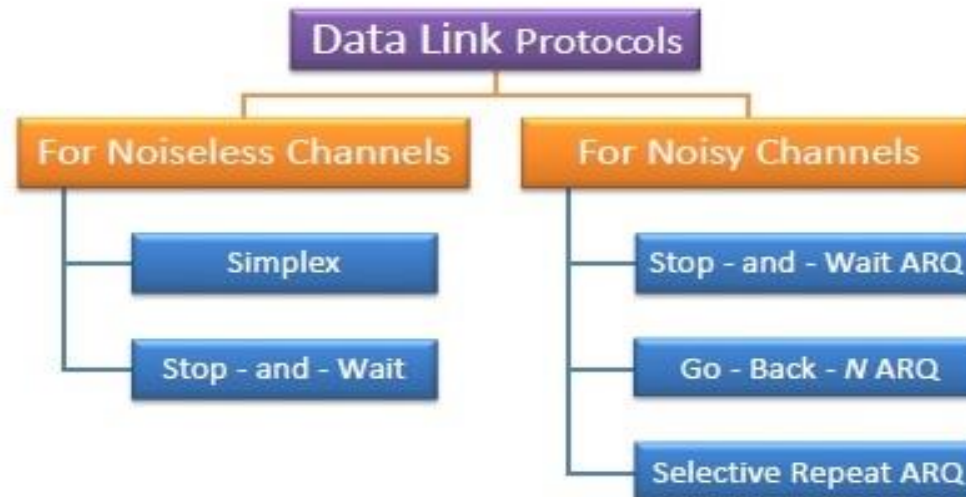 Data Link Protocols
For Noiseless Channels
Simplex
Stop - and - Wait
For Noisy Channels
Stop - and - Wait ARQ
Go - Back - N ARQ
Selective Repeat ARQ